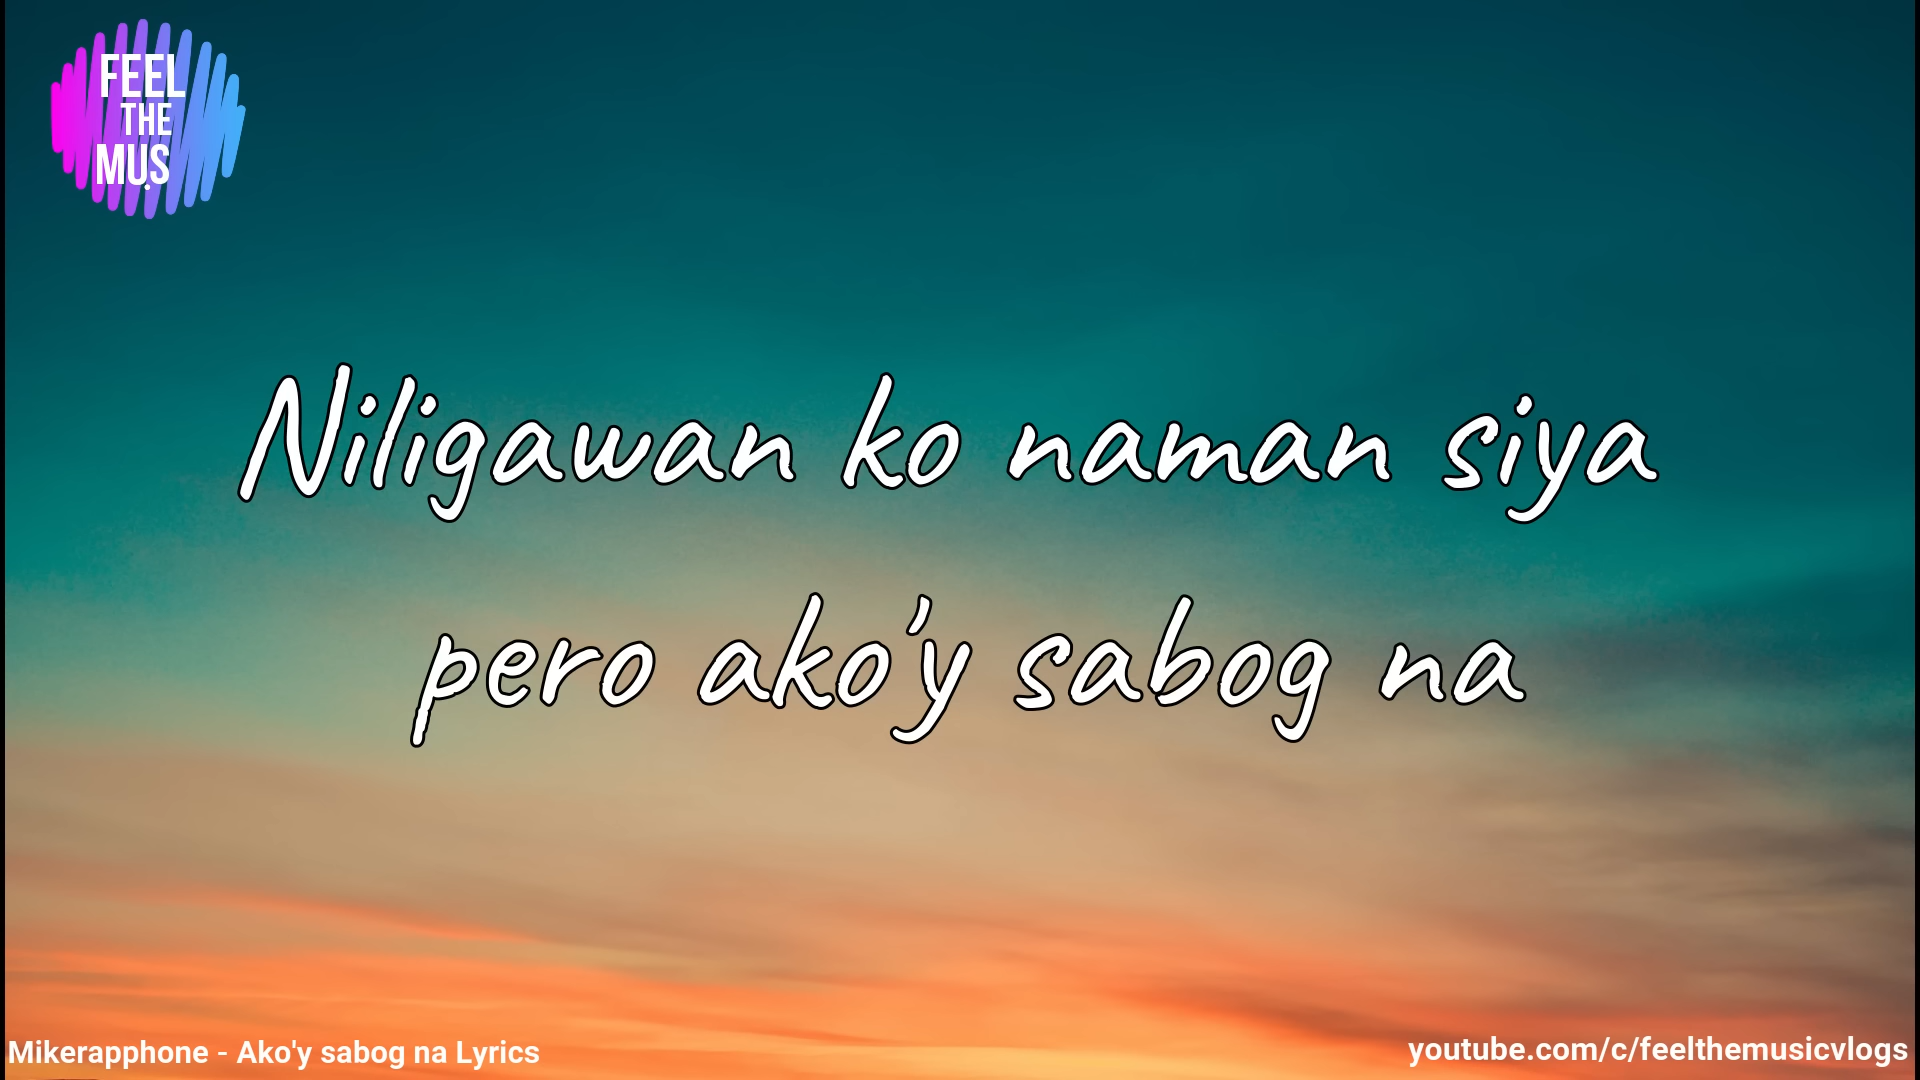 FEEL
THE
MUS
Niligawan ko naman siya
pero ako'y sabog na
Mikerapphone - Ako'y sabog na Lyrics
youtube.com/c/feelthemusicvlogs